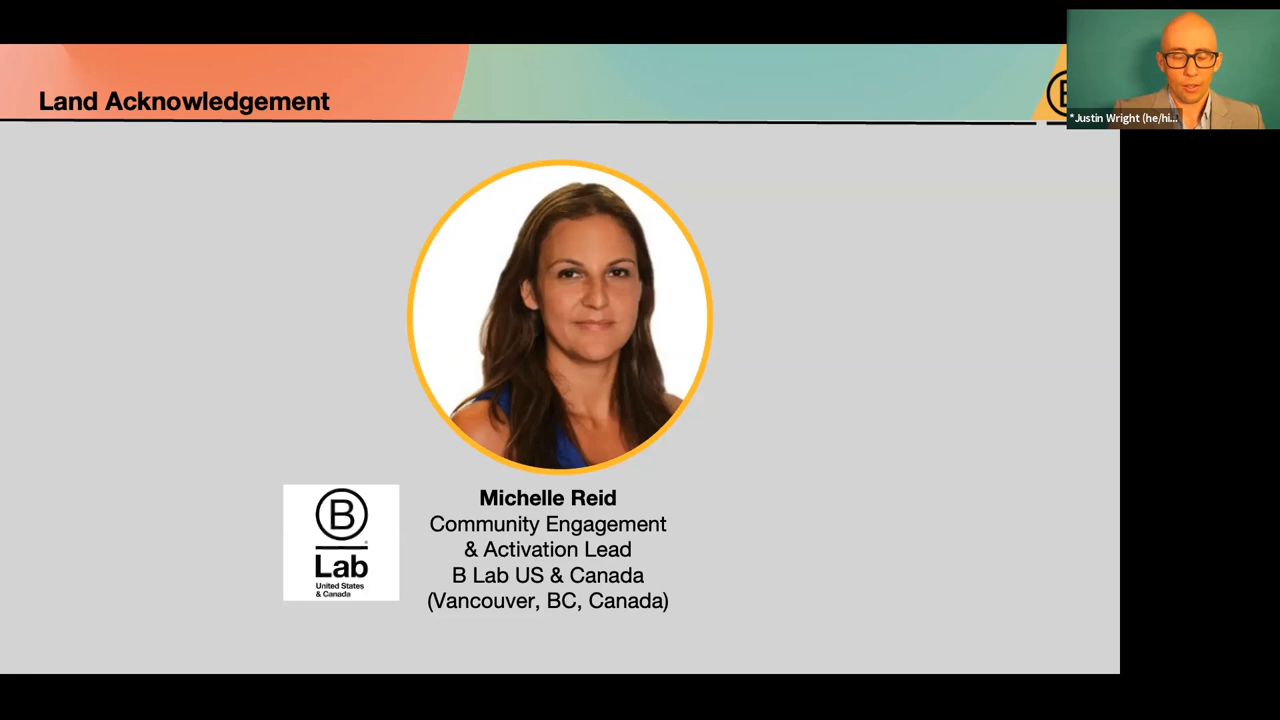 Land Acknowledgement
B
*Justin Wright (he/hi...
Michelle Reid
Community Engagement
& Activation Lead
B Lab US & Canada
(Vancouver, BC, Canada)
B
®
Lab
United States
& Canada